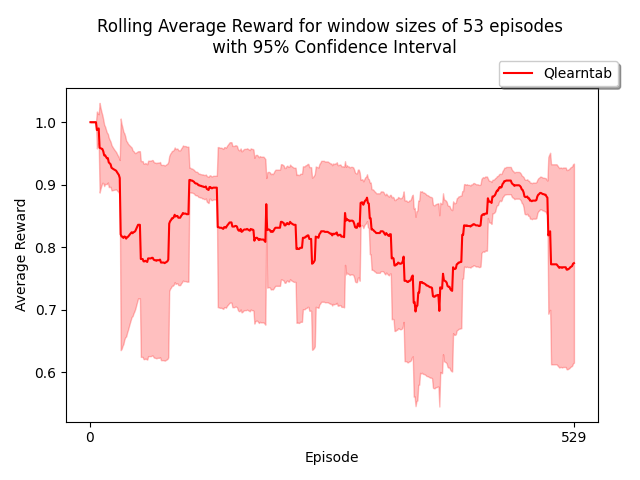 Rolling Average Reward for window sizes of 53 episodes
with 95% Confidence Interval
Qlearntab
1.0
0.9
0.8
0.7
0.6
Average Reward
0
529
Episode